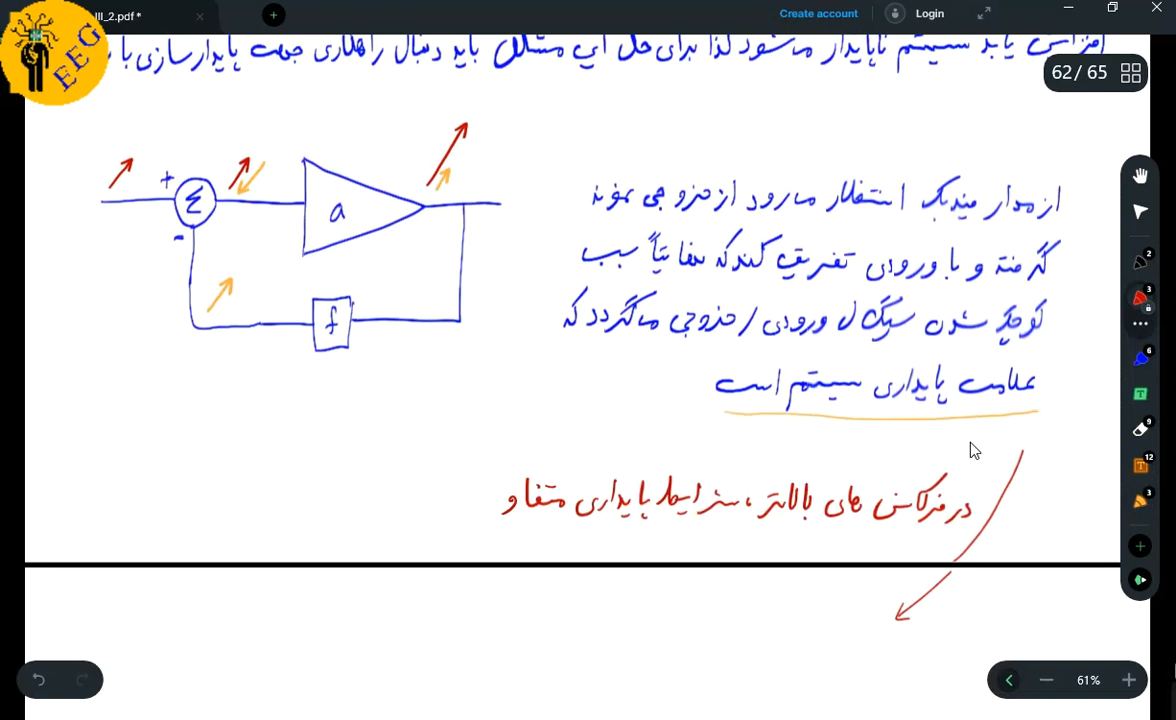 III_2.pdf *
Create account
Login
EEG
افزایش یابد سیستم ناپایدار می‌شود لذا برای حل این مشکل باید دنبال راهکاری جهت پایدارسازی با
62/65
+
Σ
a
-
f
از مدار فیدبک انتظار می‌رود از خروجی نمونه
گرفته و با ورودی تفریق کند که نهایتاً سبب
کوچک شدن سیگنال ورودی / خروجی می‌گردد که
علامت پایداری سیستم است
در فرکانس های بالاتر، شرایط پایداری متفاو
61%